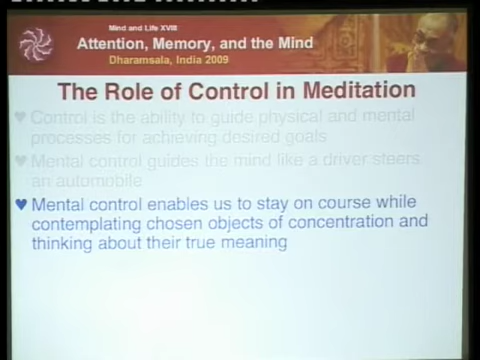 Mind and Life XVIII
Attention, Memory, and the Mind
Dharamsala, India 2009
The Role of Control in Meditation
♥ Control is the ability to guide physical and mental
processes for achieving desired goals
♥ Mental control guides the mind like a driver steers
an automobile
♥ Mental control enables us to stay on course while
contemplating chosen objects of concentration and
thinking about their true meaning